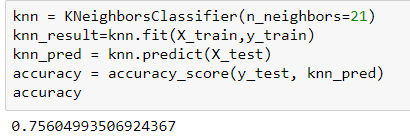 knn = KNeighborsClassifier(n_neighbors=21)
knn_result=knn.fit(X_train,y_train)
knn_pred = knn.predict(X_test)
accuracy = accuracy_score(y_test, knn_pred)
accuracy
0.75604993506924367